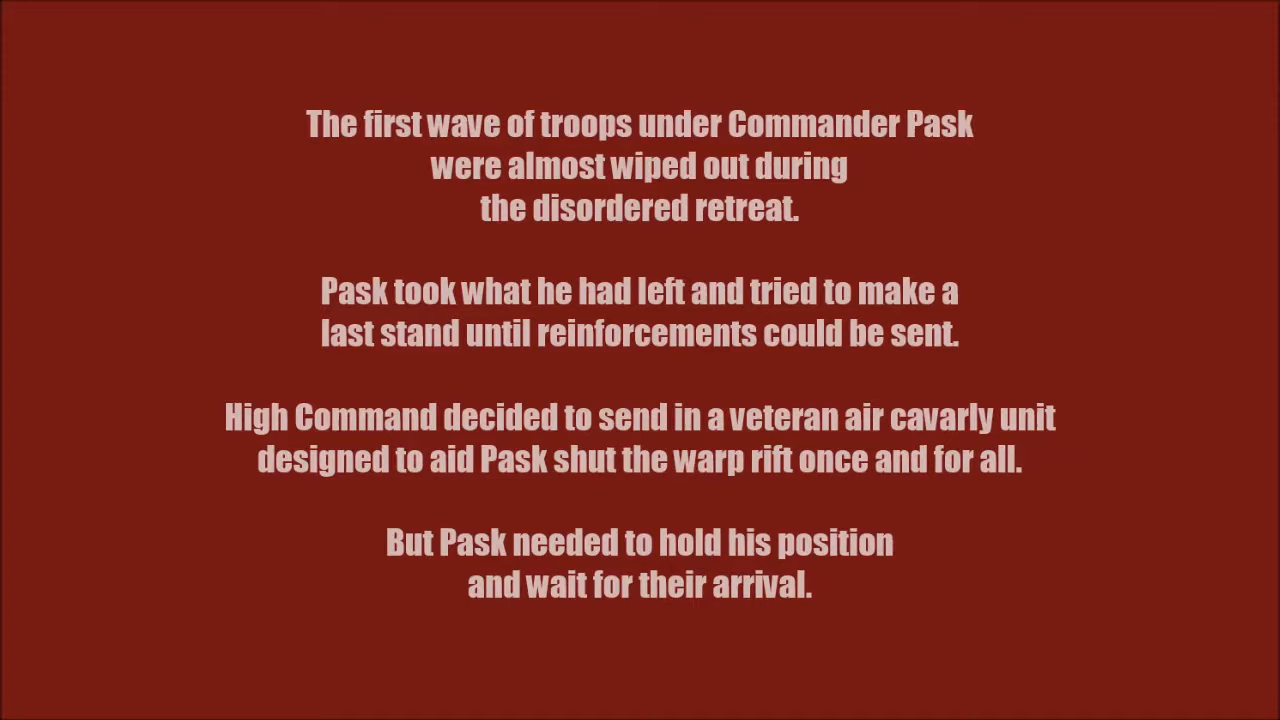 The first wave of troops under Commander Pask
were almost wiped out during
the disordered retreat.
Pask took what he had left and tried to make a
last stand until reinforcements could be sent.
High Command decided to send in a veteran air cavarly unit
designed to aid Pask shut the warp rift once and for all.
But Pask needed to hold his position
and wait for their arrival.